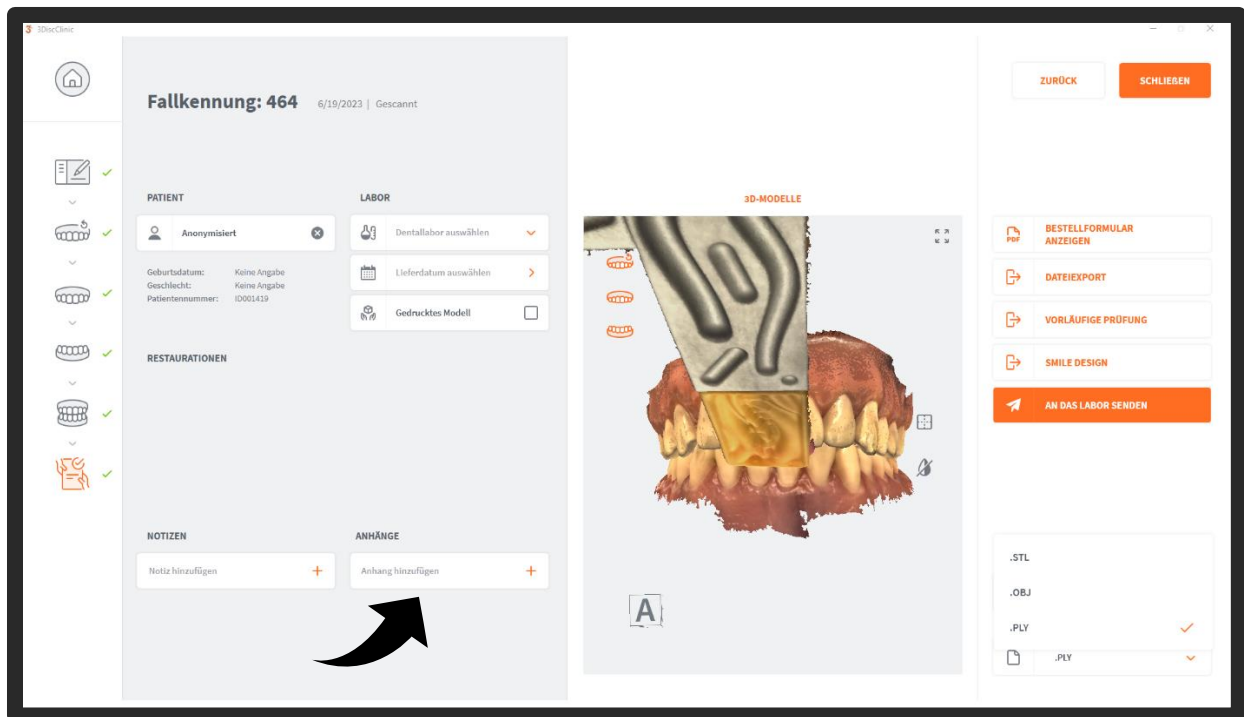 3DiscClinic
ZURÜCK
SCHLIEßEN
Fallkennung: 464
6/19/2023 | Gescannt
PATIENT
Anonymisiert
Geburtsdatum: Keine Angabe
Geschlecht: Keine Angabe
Patientennummer: ID001419
LABOR
Dentallabor auswählen
Lieferdatum auswählen
Gedrucktes Modell
RESTAURATIONEN
NOTIZEN
Notiz hinzufügen
ANHÄNGE
Anhang hinzufügen
3D-MODELLE
A
PDF
BESTELLFORMULAR
ANZEIGEN
DATEIEXPORT
VORLÄUFIGE PRÜFUNG
SMILE DESIGN
AN DAS LABOR SENDEN
.STL
.OBJ
.PLY
.PLY